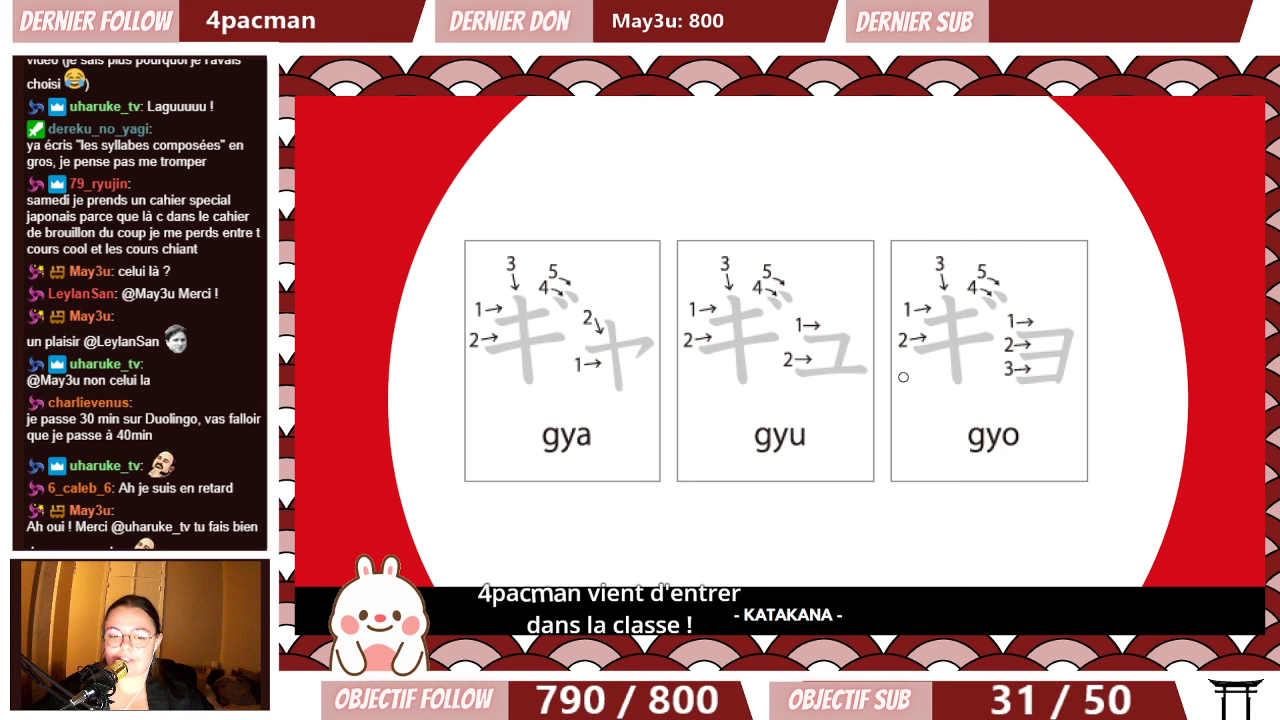 DERNIER FOLLOW
4pacman
DERNIER DON
May3u: 800
DERNIER SUB
video (je sais plus pourquoi je l'avais
choisi 😂)
uharuke_tv: Laguuuuu !
dereku_no_yagi:
ya écris "les syllabes composées" en
gros, je pense pas me tromper
79_ryujin:
samedi je prends un cahier special
japonais parce que là c dans le cahier
de brouillon du coup je me perds entre t
cours cool et les cours chiant
May3u: celui là ?
LeylanSan: @May3u Merci !
May3u:
un plaisir @LeylanSan
uharuke_tv:
@May3u non celui la
charlievenus:
je passe 30 min sur Duolingo, vas falloir
que je passe à 40min
uharuke_tv:
6_caleb_6: Ah je suis en retard
May3u:
Ah oui ! Merci @uharuke_tv tu fais bien
3 5 4 1 2 2 1
ギャ
gya
3 5 4 1 2 1 2
ギュ
gyu
3 5 4 1 2 1 2 3
ギョ
gyo
4pacman vient d'entrer
dans la classe !
- KATAKANA -
OBJECTIF FOLLOW
790 / 800
OBJECTIF SUB
31 / 50